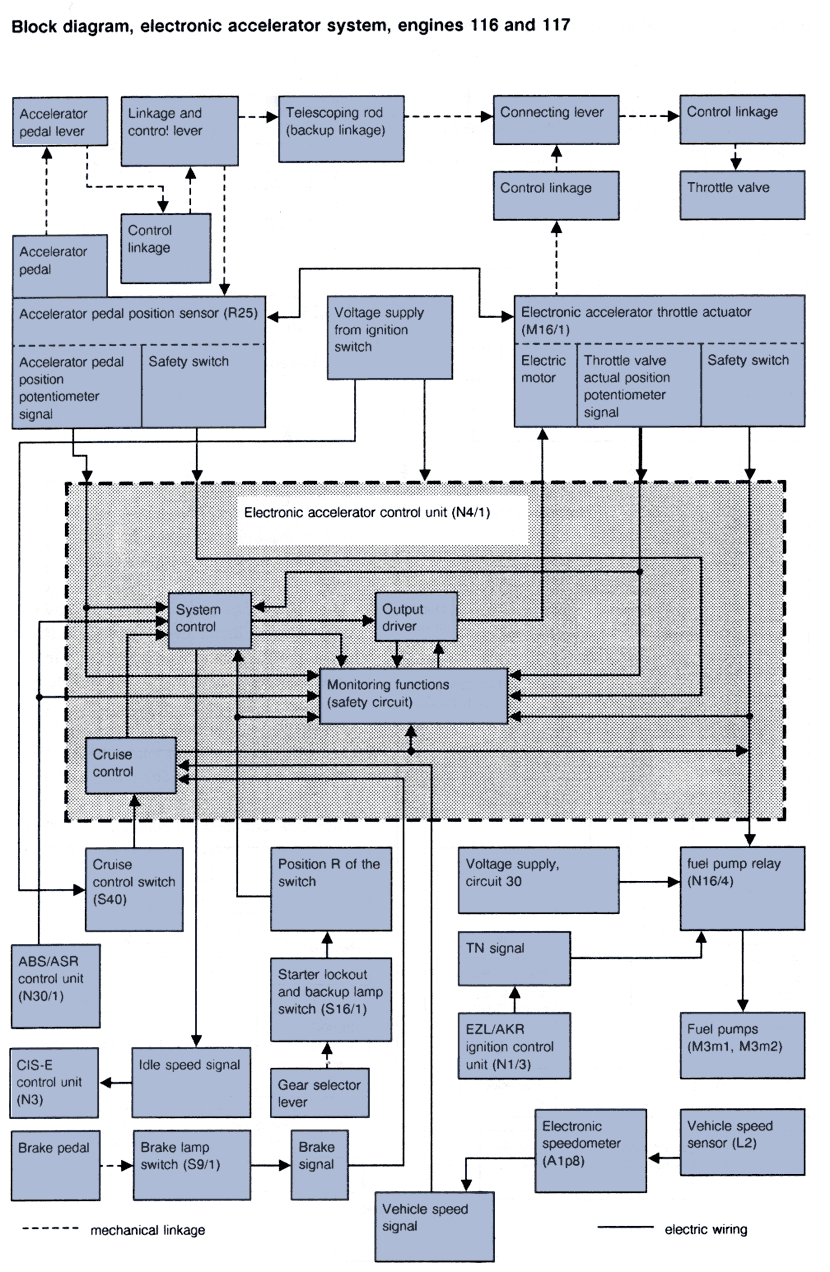 Block diagram, electronic accelerator system, engines 116 and 117
Accelerator
pedal lever
Linkage and
control lever
Telescoping rod
(backup linkage)
Connecting lever
Control linkage
Control linkage
Throttle valve
Control
linkage
Accelerator
pedal
Accelerator pedal position sensor (R25)
Accelerator pedal
position
potentiometer
signal
Safety switch
Voltage supply
from ignition
switch
Electronic accelerator throttle actuator
(M16/1)
Electric
motor
Throttle valve
actual position
potentiometer
signal
Safety switch
Electronic accelerator control unit (N4/1)
System
control
Output
driver
Monitoring functions
(safety circuit)
Cruise
control
Cruise
control switch
(S40)
Position R of the
switch
Voltage supply,
circuit 30
fuel pump relay
(N16/4)
ABS/ASR
control unit
(N30/1)
Starter lockout
and backup lamp
switch (S16/1)
TN signal
EZL/AKR
ignition control
unit (N1/3)
Fuel pumps
(M3m1, M3m2)
CIS-E
control unit
(N3)
Idle speed signal
Gear selector
lever
Brake pedal
Brake lamp
switch (S9/1)
Brake
signal
Electronic
speedometer
(A1p8)
Vehicle speed
sensor (L2)
Vehicle speed
signal
mechanical linkage
electric wiring